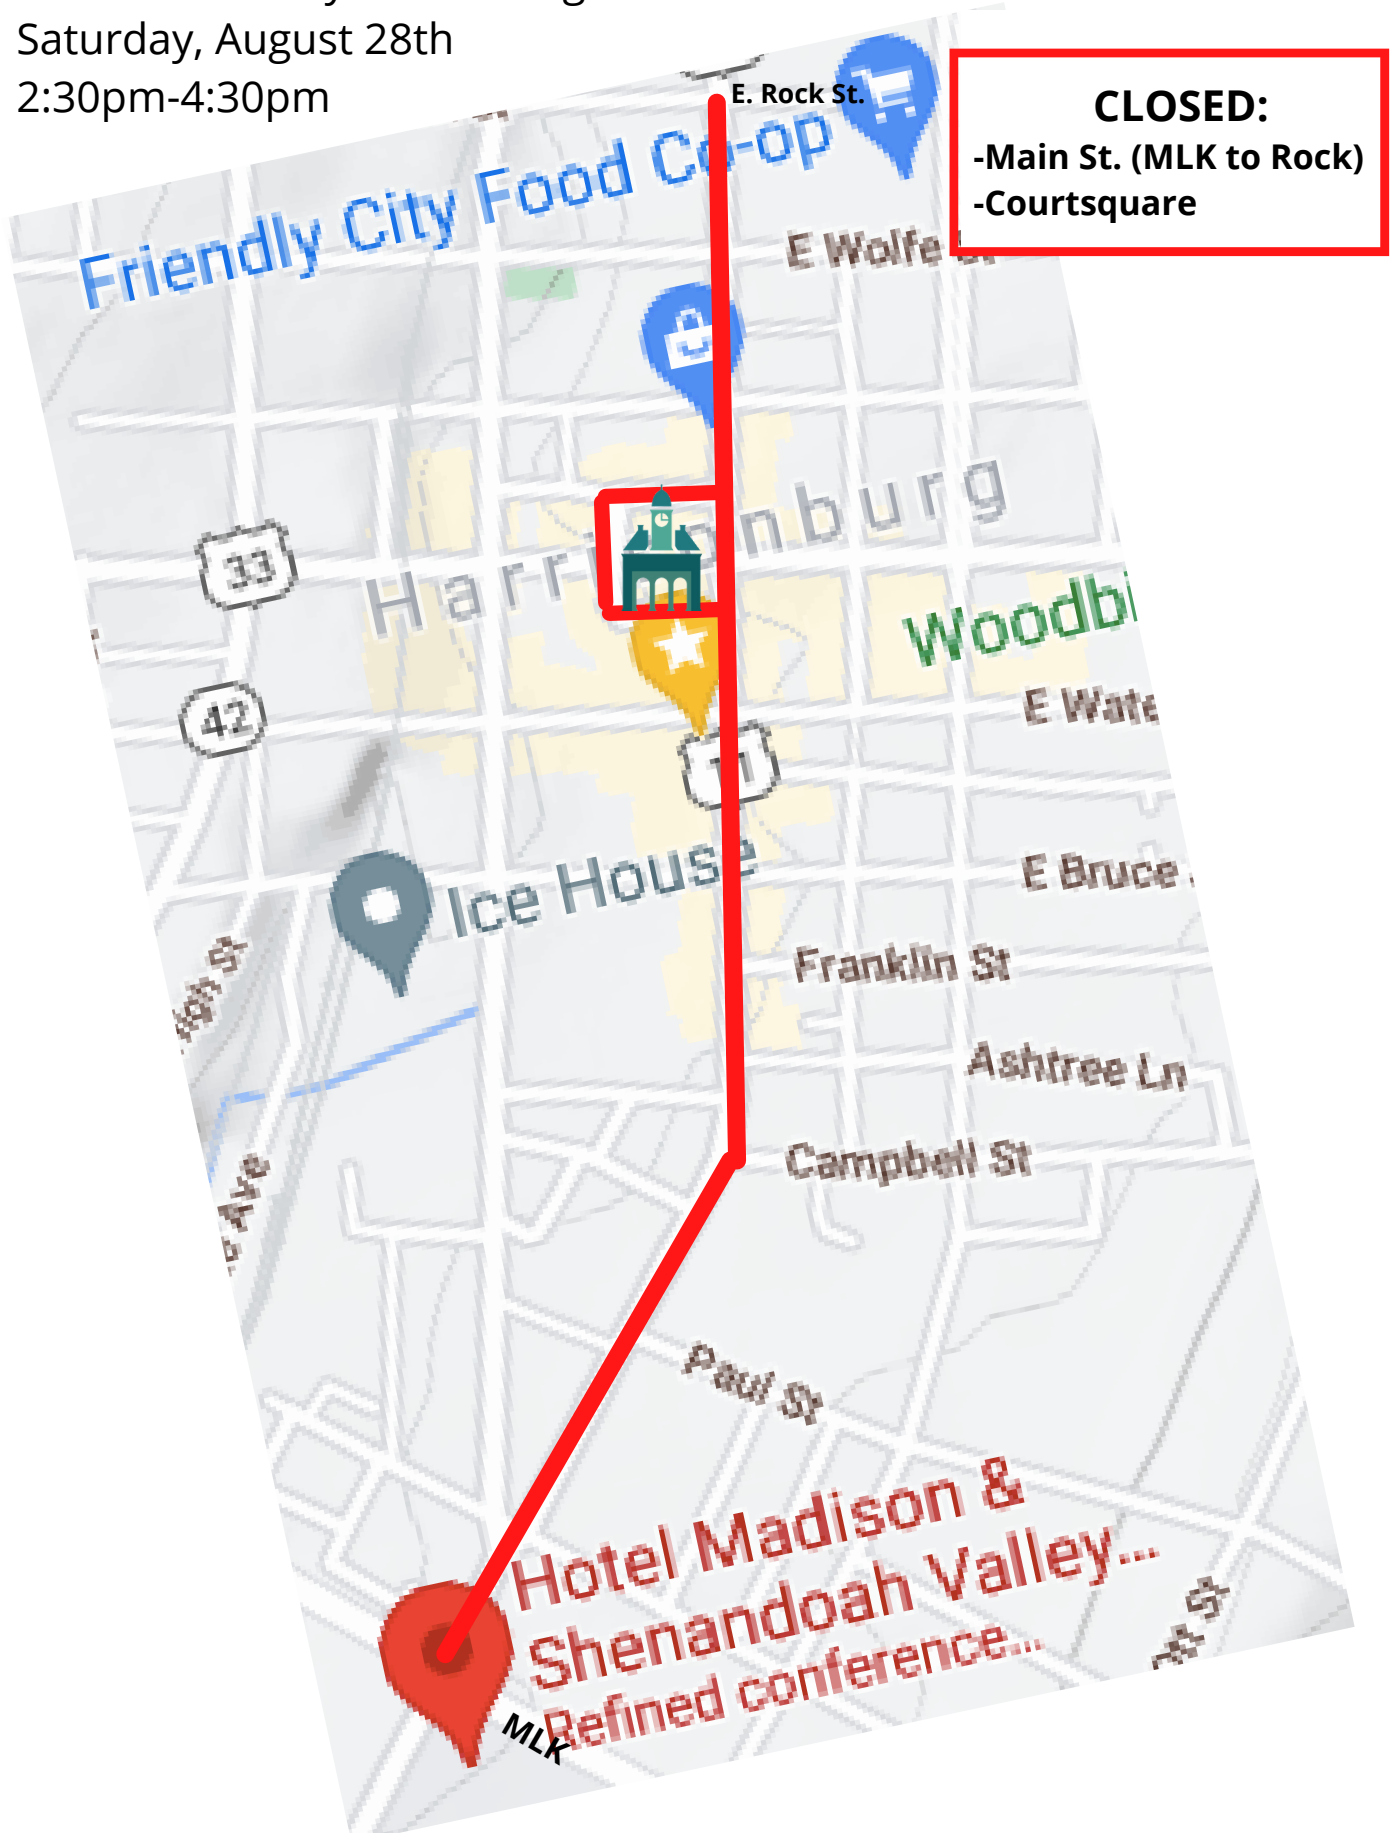 Saturday, August 28th
2:30pm-4:30pm
E. Rock St.
CLOSED:
-Main St. (MLK to Rock)
-Courtsquare
Friendly City Food Co-op
E Wolfe
33
Woodbi
42
E Wate
11
Ice House
E Bruce
Franklin St
Ashtree Ln
Campbell St
Paul St
Hotel Madison &
Shenandoah Valley...
Refined conference...
MLK